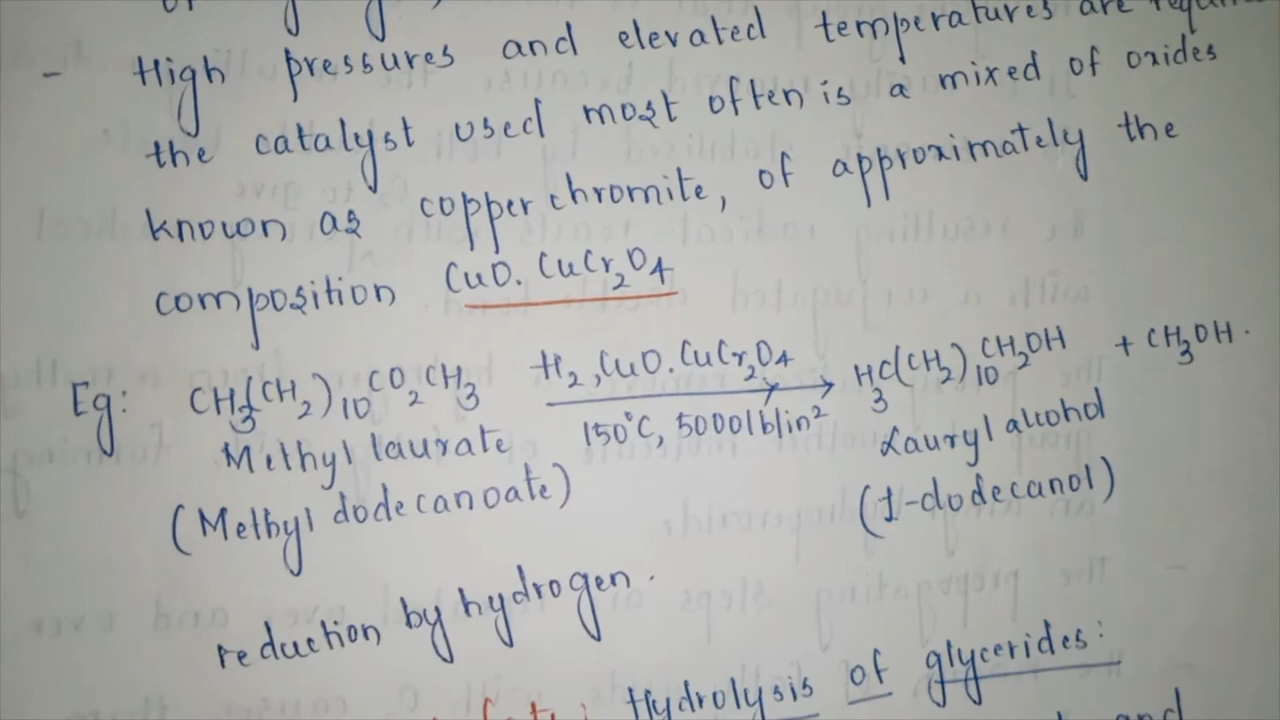 - High pressures and elevated temperatures are
the catalyst used most often is a mixed of oxides
known as copper chromite, of approximately the
composition CuO. CuCr₂O₄
Eg: CH₃(CH₂)₁₀CO₂CH₃ H₂, CuO. CuCr₂O₄ H₃C(CH₂)₁₀CH₂OH + CH₃OH.
150°C, 5000lb/in²
Methyl laurate Lauryl alcohol
(Methyl dodecanoate) (1-dodecanol)
reduction by hydrogen.
Hydrolysis of glycerides:
and